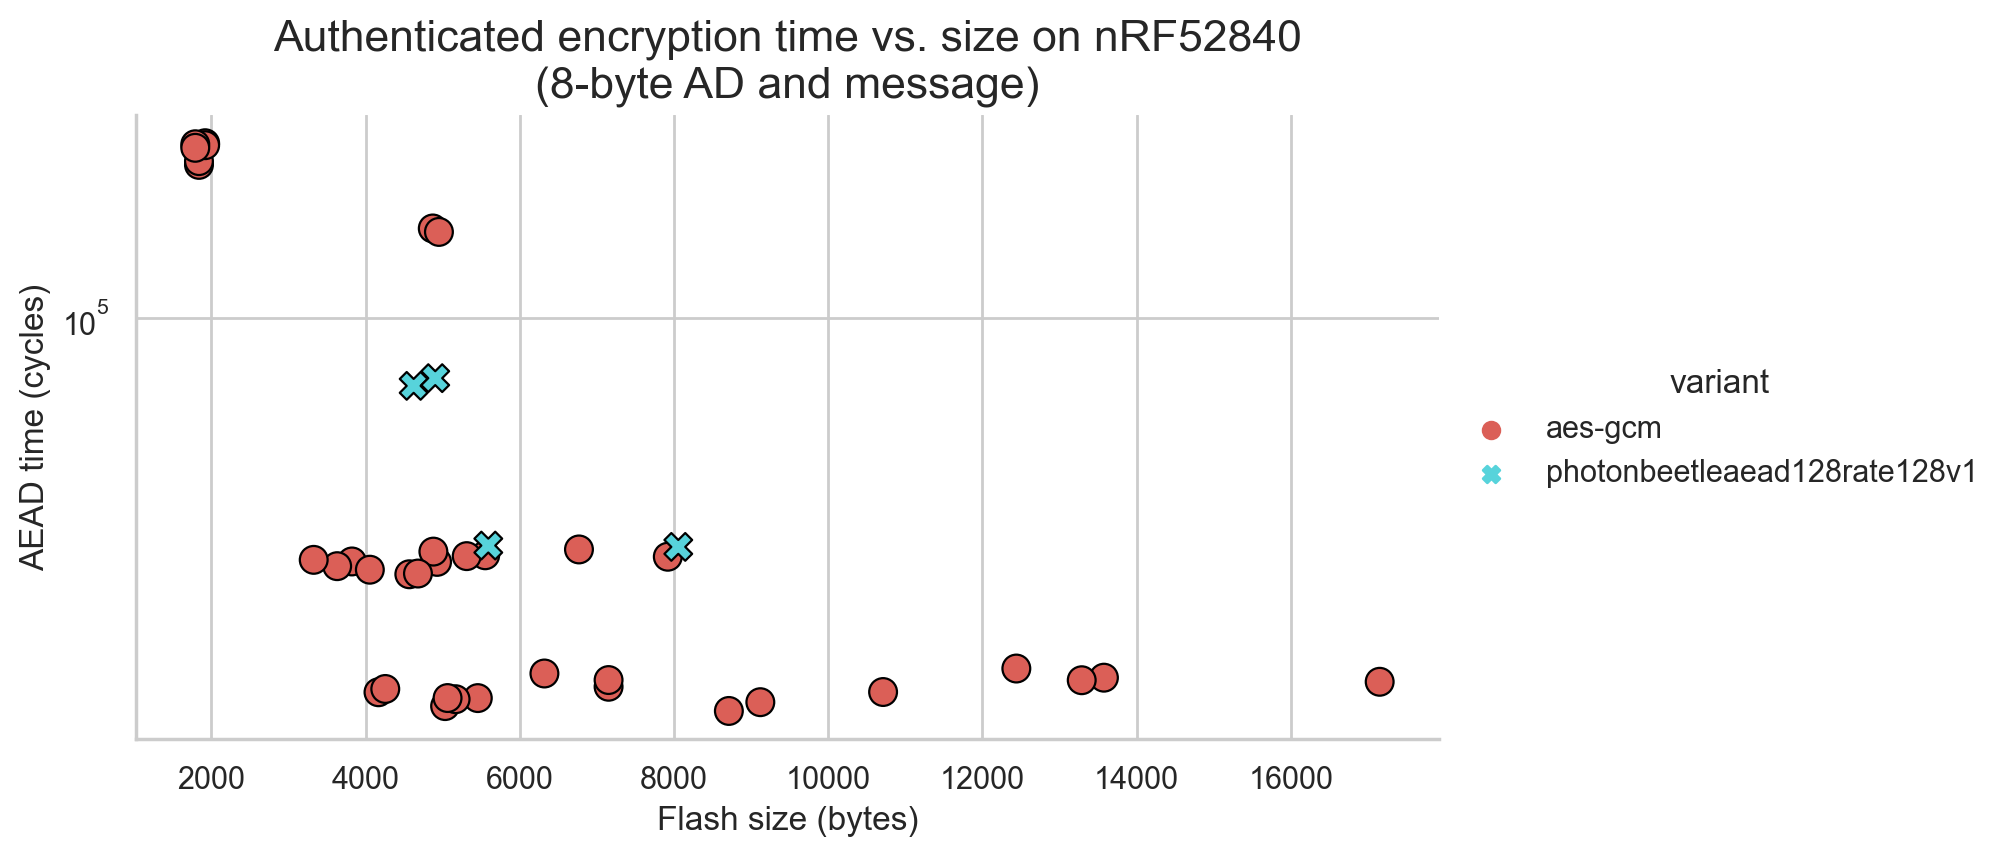 Authenticated encryption time vs. size on nRF52840
(8-byte AD and message)
AEAD time (cycles)
10^5
variant
aes-gcm
photonbeetleaead128rate128v1
2000 4000 6000 8000 10000 12000 14000 16000
Flash size (bytes)